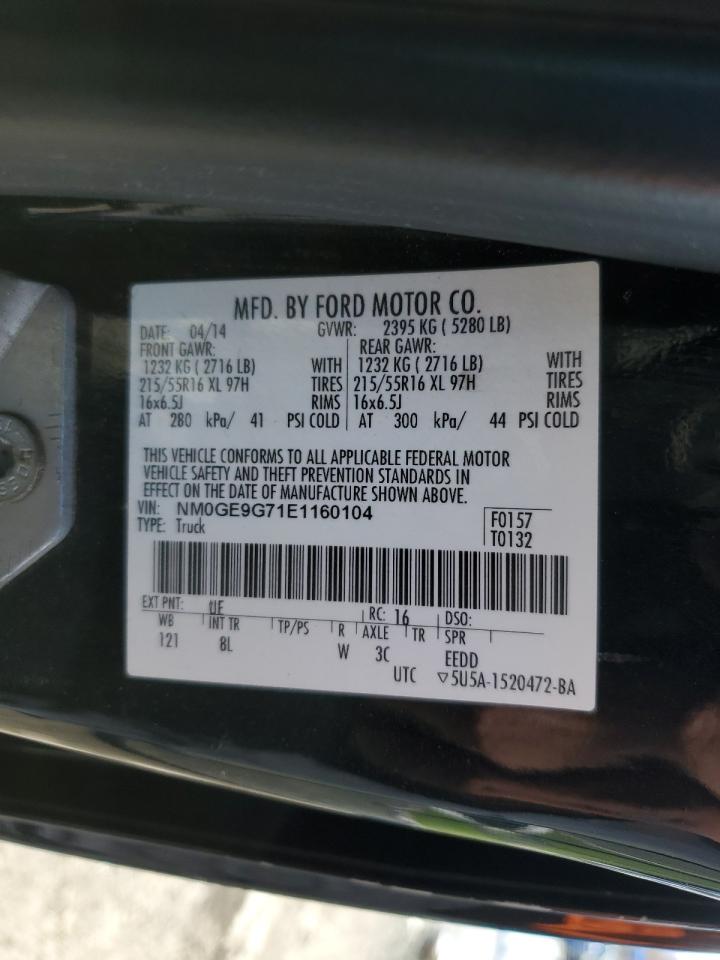 MFD. BY FORD MOTOR CO.
DATE: 04/14 GVWR: 2395 KG ( 5280 LB)
FRONT GAWR: REAR GAWR:
1232 KG ( 2716 LB) WITH 1232 KG ( 2716 LB) WITH
215/55R16 XL 97H TIRES 215/55R16 XL 97H TIRES
16x6.5J RIMS 16x6.5J RIMS
AT 280 kPa/ 41 PSI COLD AT 300 kPa/ 44 PSI COLD
THIS VEHICLE CONFORMS TO ALL APPLICABLE FEDERAL MOTOR
VEHICLE SAFETY AND THEFT PREVENTION STANDARDS IN
EFFECT ON THE DATE OF MANUFACTURE SHOWN ABOVE.
VIN: NM0GE9G71E1160104
TYPE: Truck
F0157
T0132
EXT PNT: UF RC: 16 DSO:
WB INT TR TP/PS R AXLE TR SPR
121 8L W 3C EEDD
UTC ▽5U5A-1520472-BA